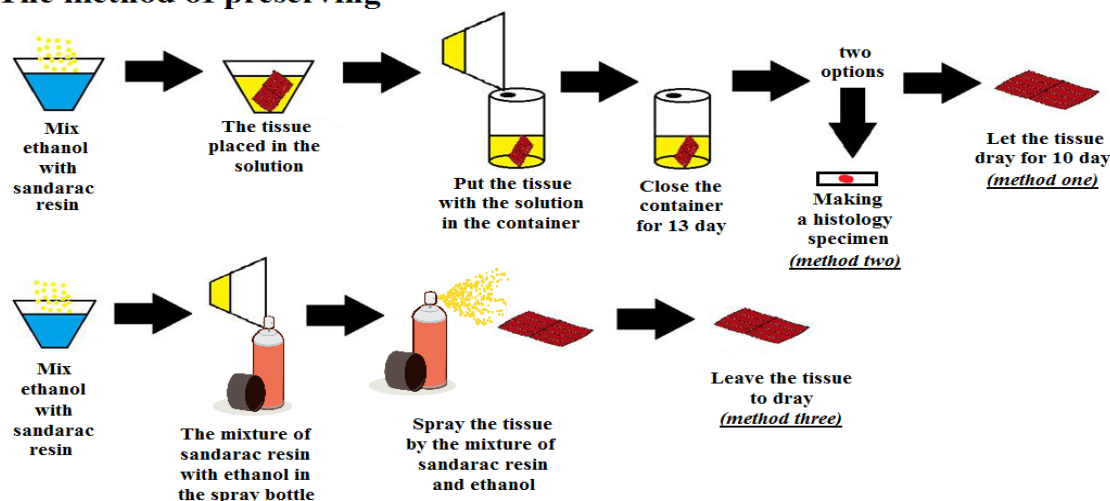 The method of preserving
Mix
ethanol
with
sandarac
resin
The tissue
placed in the
solution
Put the tissue
with the solution
in the container
Close the
container
for 13 day
two
options
Making
a histology
specimen
(method two)
Let the tissue
dray for 10 day
(method one)
Mix
ethanol
with
sandarac
resin
The mixture of
sandarac resin
with ethanol in
the spray bottle
Spray the tissue
by the mixture of
sandarac resin
and ethanol
Leave the tissue
to dray
(method three)